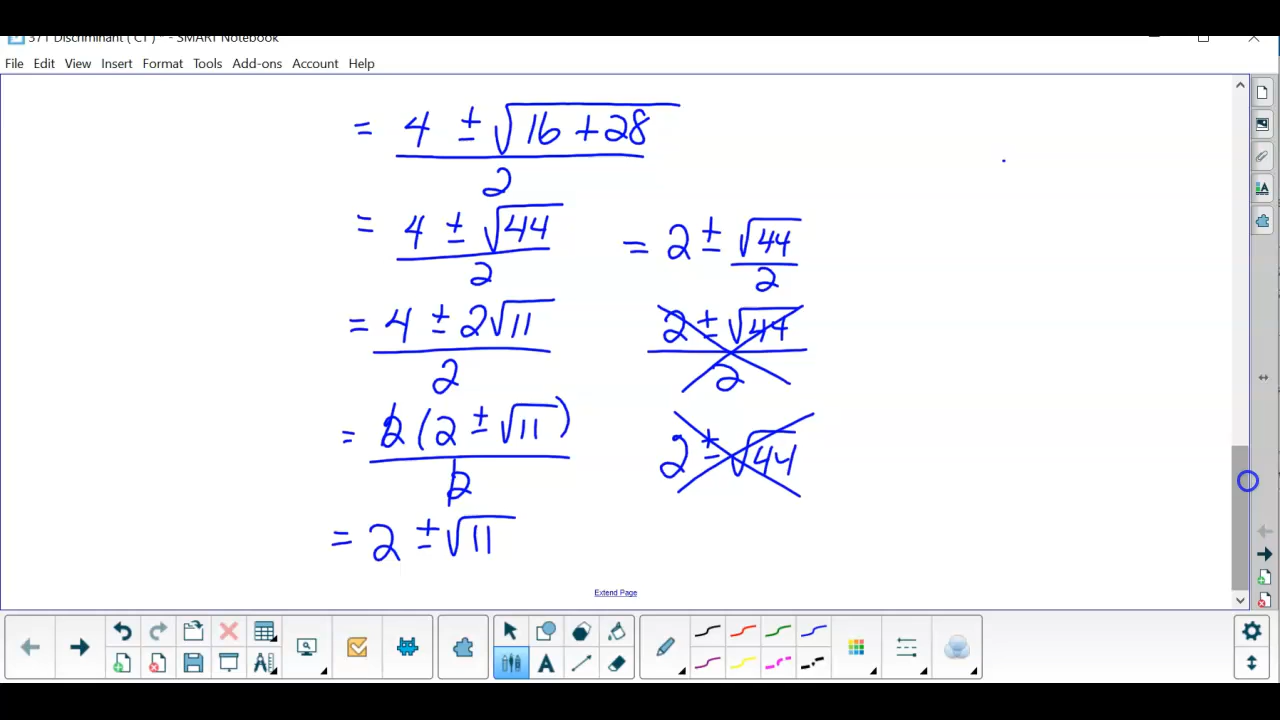 371 Discriminant ( CT ) * - SMART Notebook
File Edit View Insert Format Tools Add-ons Account Help
= 4 ± √16 + 28
2
= 4 ± √44
2
= 4 ± 2√11
2
= 2 ( 2 ± √11 )
2
= 2 ± √11
= 2 ± √44
2
2 ± √44
2
2 ± √44
Extend Page
A